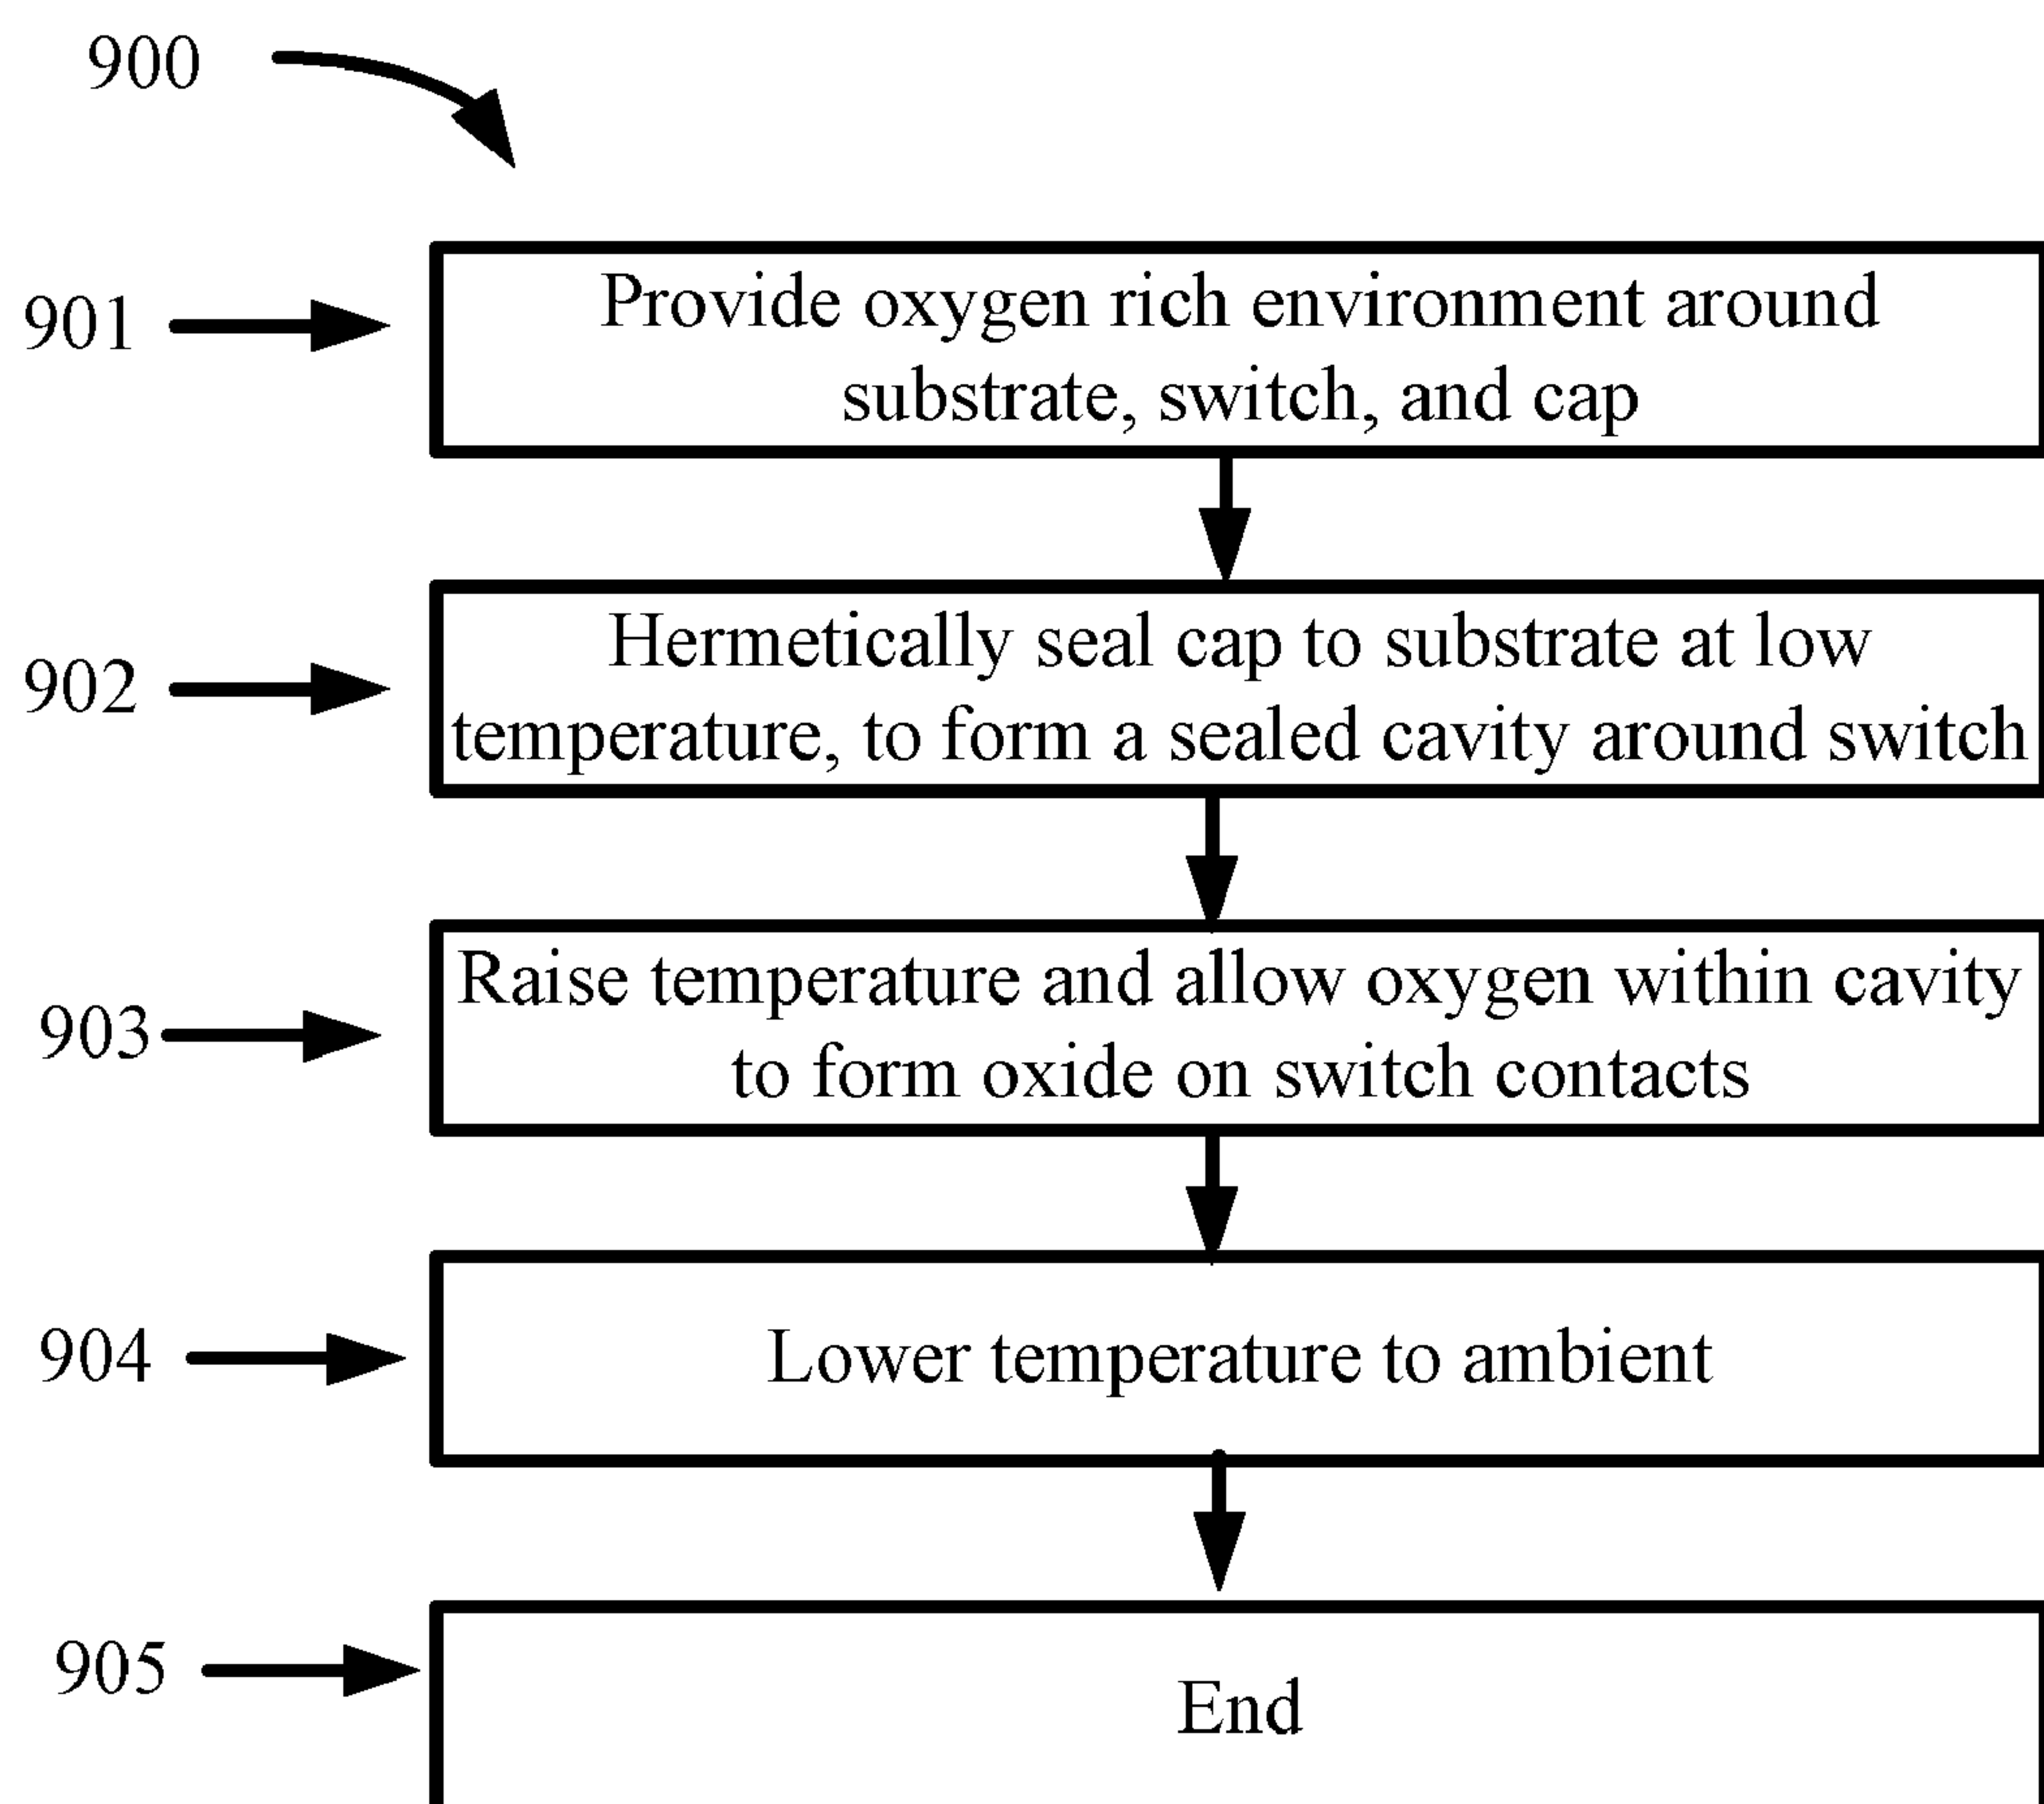 900
901
Provide oxygen rich environment around
substrate, switch, and cap
902
Hermetically seal cap to substrate at low
temperature, to form a sealed cavity around switch
903
Raise temperature and allow oxygen within cavity
to form oxide on switch contacts
904
Lower temperature to ambient
905
End